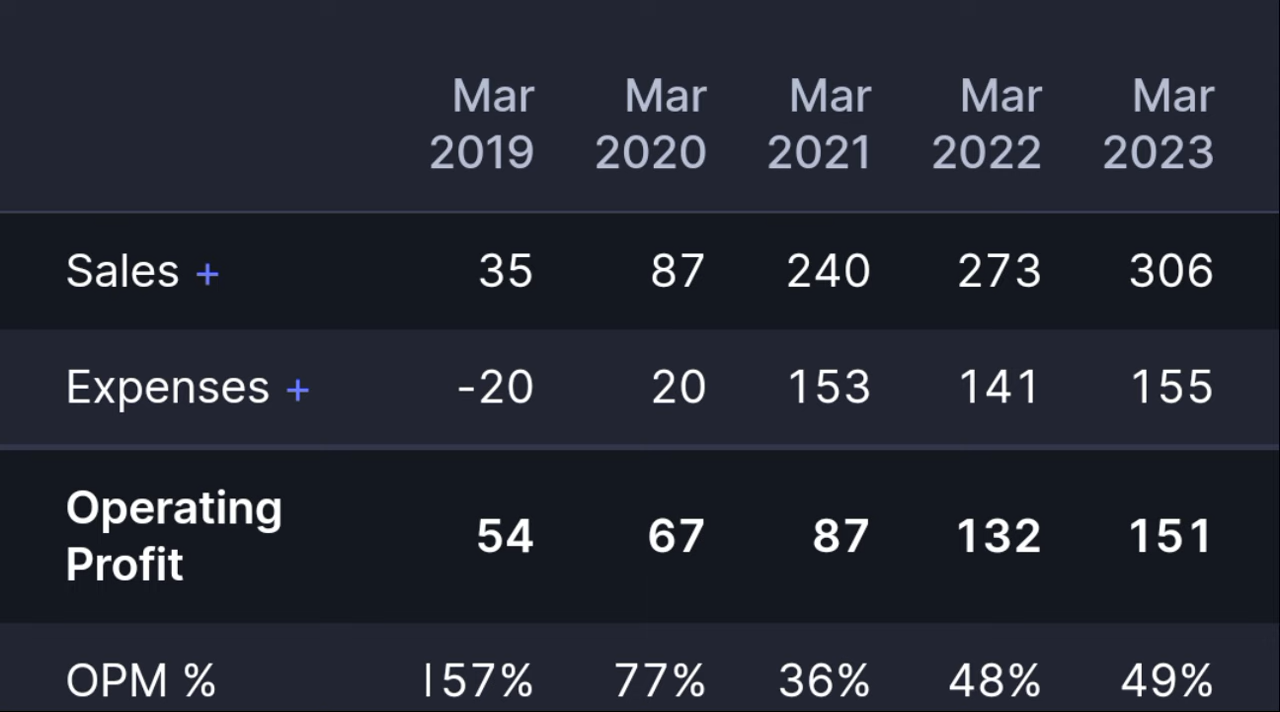 Mar 2019 Mar 2020 Mar 2021 Mar 2022 Mar 2023
Sales + 35 87 240 273 306
Expenses + -20 20 153 141 155
Operating Profit 54 67 87 132 151
OPM % 157% 77% 36% 48% 49%